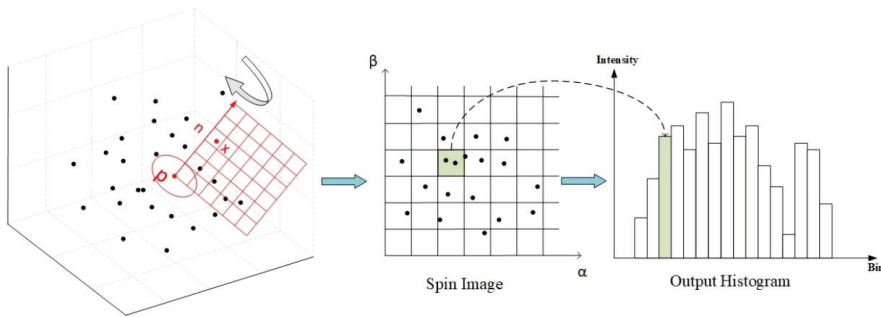 n
x
p
β
α
Spin Image
Intensity
Bin
Output Histogram